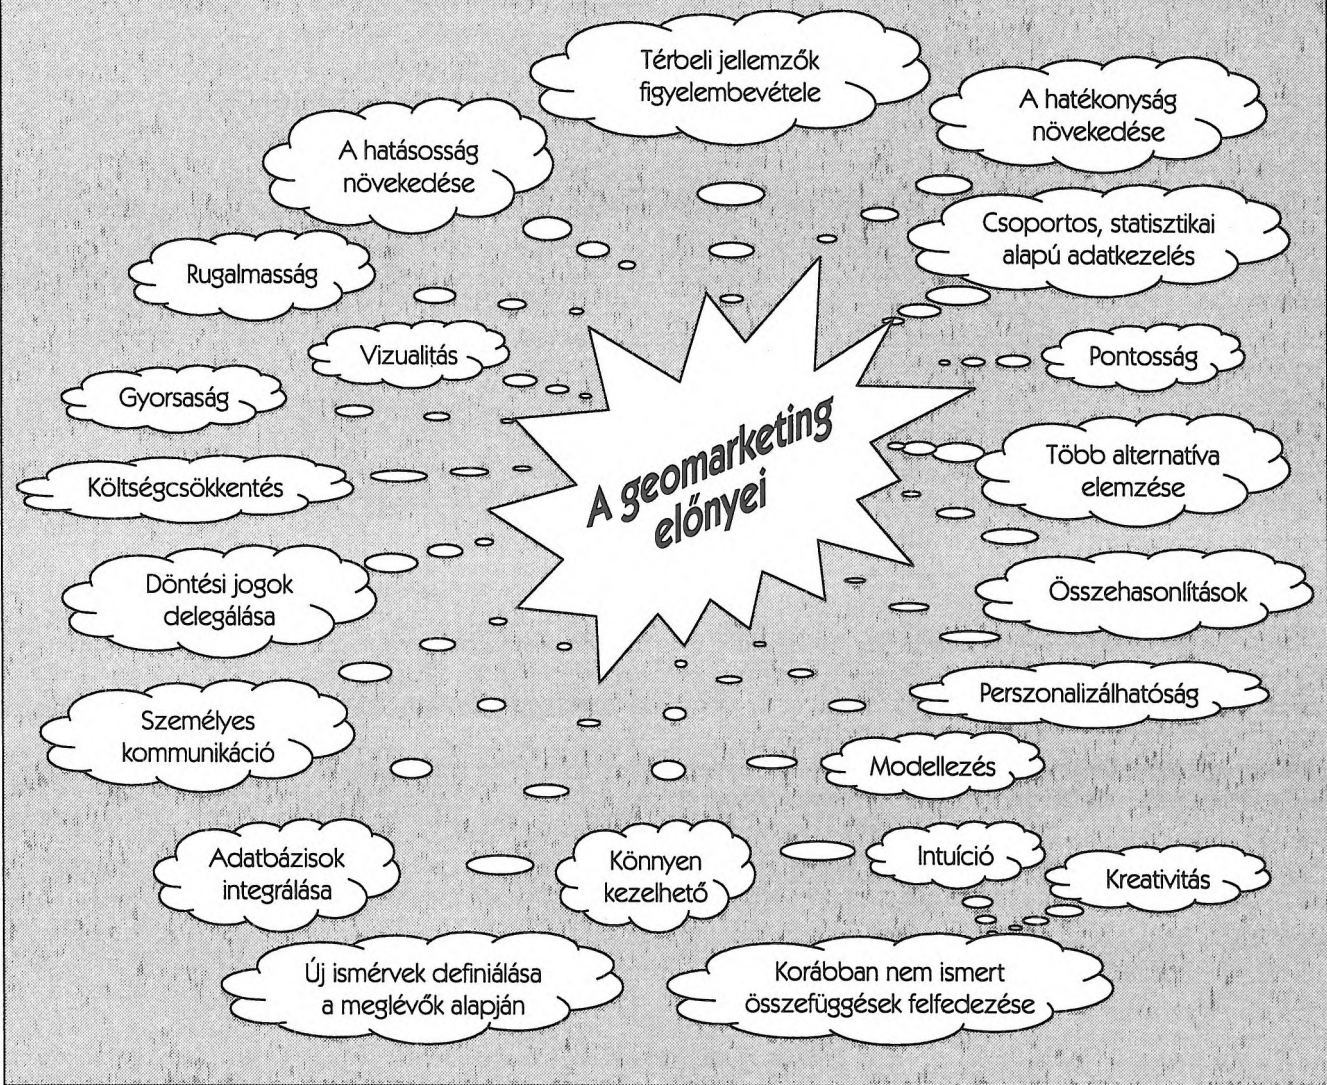 Térbeli jellemzők
figyelembevétele
A hatékonyság
növekedése
A hatásosság
növekedése
Csoportos, statisztikai
alapú adatkezelés
Rugalmasság
Vizualitás
Pontosság
Gyorsaság
A geomarketing
előnyei
Több alternatíva
elemzése
Költségcsökkentés
Döntési jogok
delegálása
Összehasonlítások
Személyes
kommunikáció
Perszonalizálhatóság
Modellezés
Adatbázisok
integrálása
Könnyen
kezelhető
Intuíció
Kreativitás
Új ismérvek definiálása
a meglévők alapján
Korábban nem ismert
összefüggések felfedezése